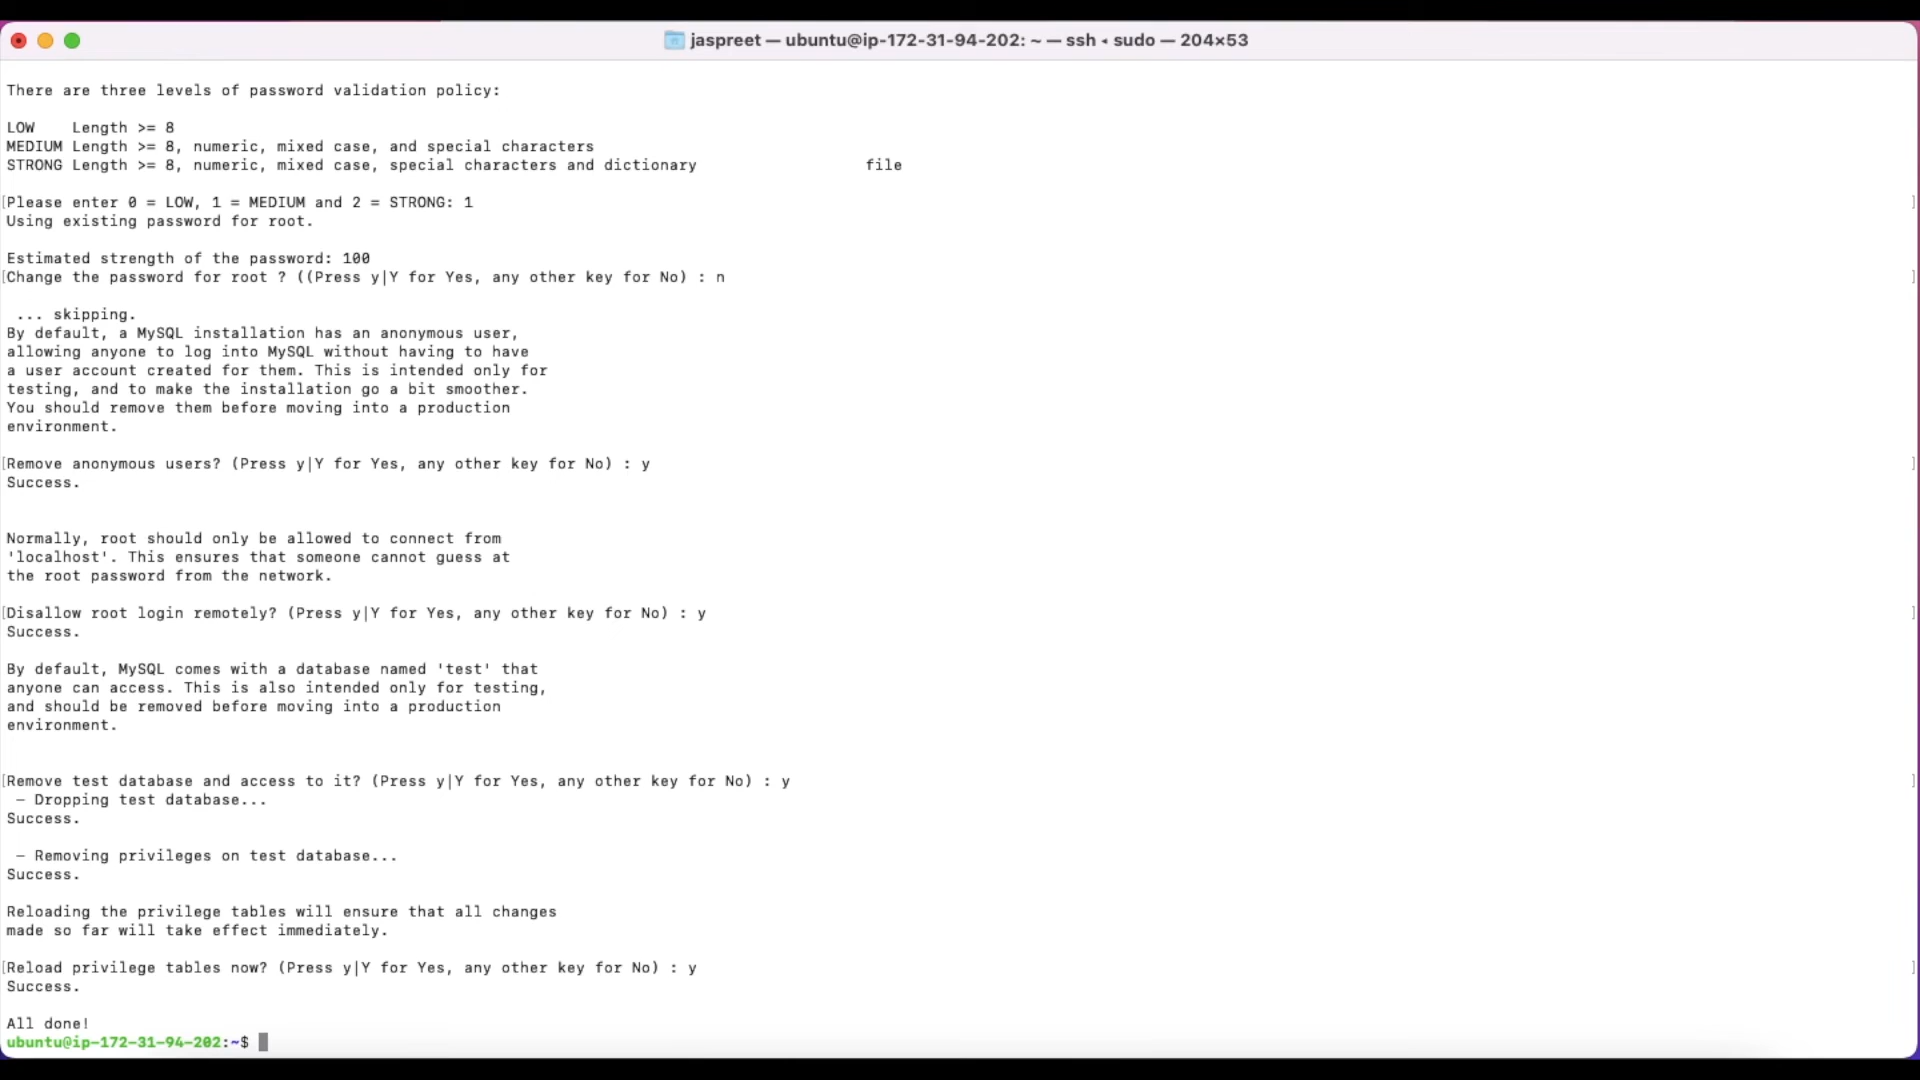 jaspreet — ubuntu@ip-172-31-94-202: ~ — ssh ◂ sudo — 204×53
There are three levels of password validation policy:
LOW    Length >= 8
MEDIUM Length >= 8, numeric, mixed case, and special characters
STRONG Length >= 8, numeric, mixed case, special characters and dictionary                  file
[Please enter 0 = LOW, 1 = MEDIUM and 2 = STRONG: 1 ]
Using existing password for root.
Estimated strength of the password: 100
[Change the password for root ? ((Press y|Y for Yes, any other key for No) : n ]
 ... skipping.
By default, a MySQL installation has an anonymous user,
allowing anyone to log into MySQL without having to have
a user account created for them. This is intended only for
testing, and to make the installation go a bit smoother.
You should remove them before moving into a production
environment.
[Remove anonymous users? (Press y|Y for Yes, any other key for No) : y ]
Success.
Normally, root should only be allowed to connect from
'localhost'. This ensures that someone cannot guess at
the root password from the network.
[Disallow root login remotely? (Press y|Y for Yes, any other key for No) : y ]
Success.
By default, MySQL comes with a database named 'test' that
anyone can access. This is also intended only for testing,
and should be removed before moving into a production
environment.
[Remove test database and access to it? (Press y|Y for Yes, any other key for No) : y ]
 – Dropping test database...
Success.
 – Removing privileges on test database...
Success.
Reloading the privilege tables will ensure that all changes
made so far will take effect immediately.
[Reload privilege tables now? (Press y|Y for Yes, any other key for No) : y ]
Success.
All done!
ubuntu@ip-172-31-94-202:~$